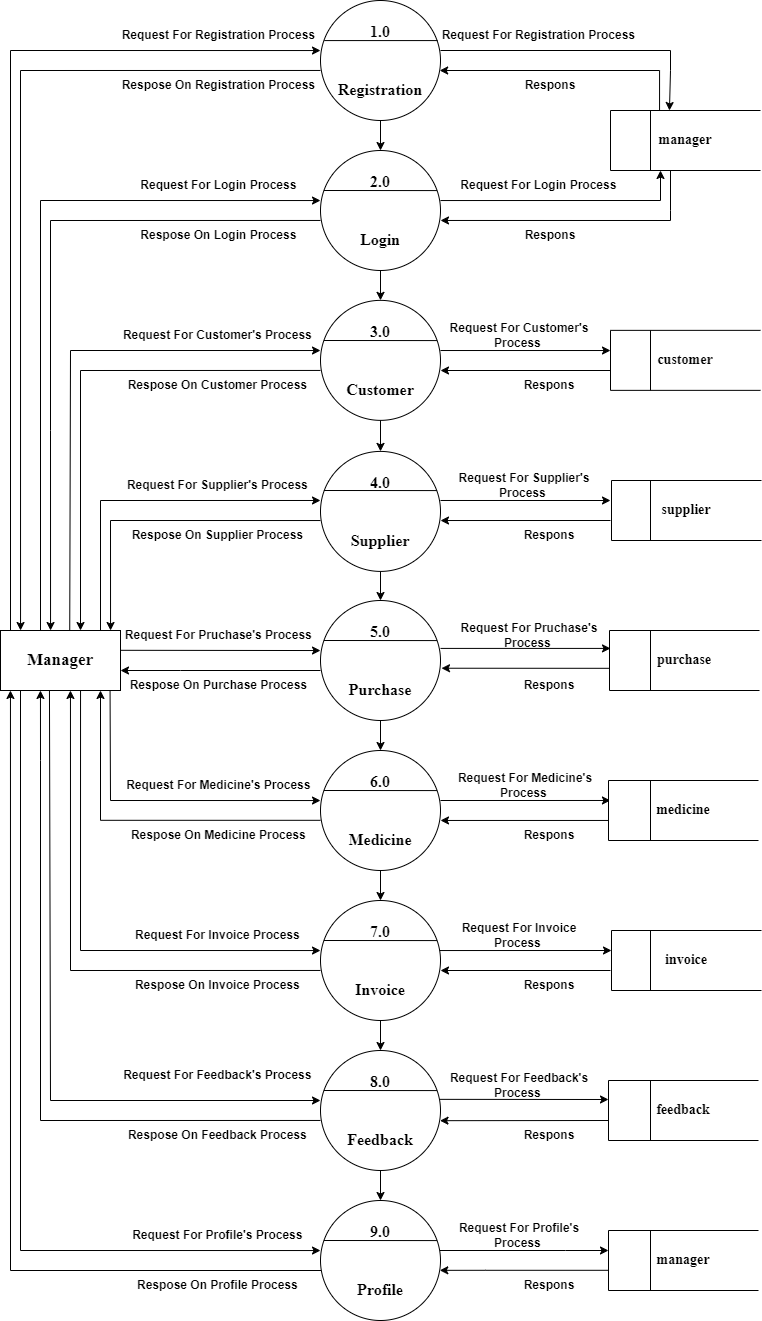 1.0
Request For Registration Process
Request For Registration Process
Respose On Registration Process
Registration
Respons
manager
2.0
Request For Login Process
Request For Login Process
Respose On Login Process
Login
Respons
3.0
Request For Customer's Process
Request For Customer's
Process
customer
Respose On Customer Process
Customer
Respons
4.0
Request For Supplier's Process
Request For Supplier's
Process
supplier
Respose On Supplier Process
Supplier
Respons
5.0
Request For Pruchase's Process
Request For Pruchase's
Process
Manager
purchase
Respose On Purchase Process
Purchase
Respons
6.0
Request For Medicine's Process
Request For Medicine's
Process
medicine
Respose On Medicine Process
Medicine
Respons
7.0
Request For Invoice Process
Request For Invoice
Process
invoice
Respose On Invoice Process
Invoice
Respons
8.0
Request For Feedback's Process
Request For Feedback's
Process
feedback
Respose On Feedback Process
Feedback
Respons
9.0
Request For Profile's Process
Request For Profile's
Process
manager
Respose On Profile Process
Profile
Respons